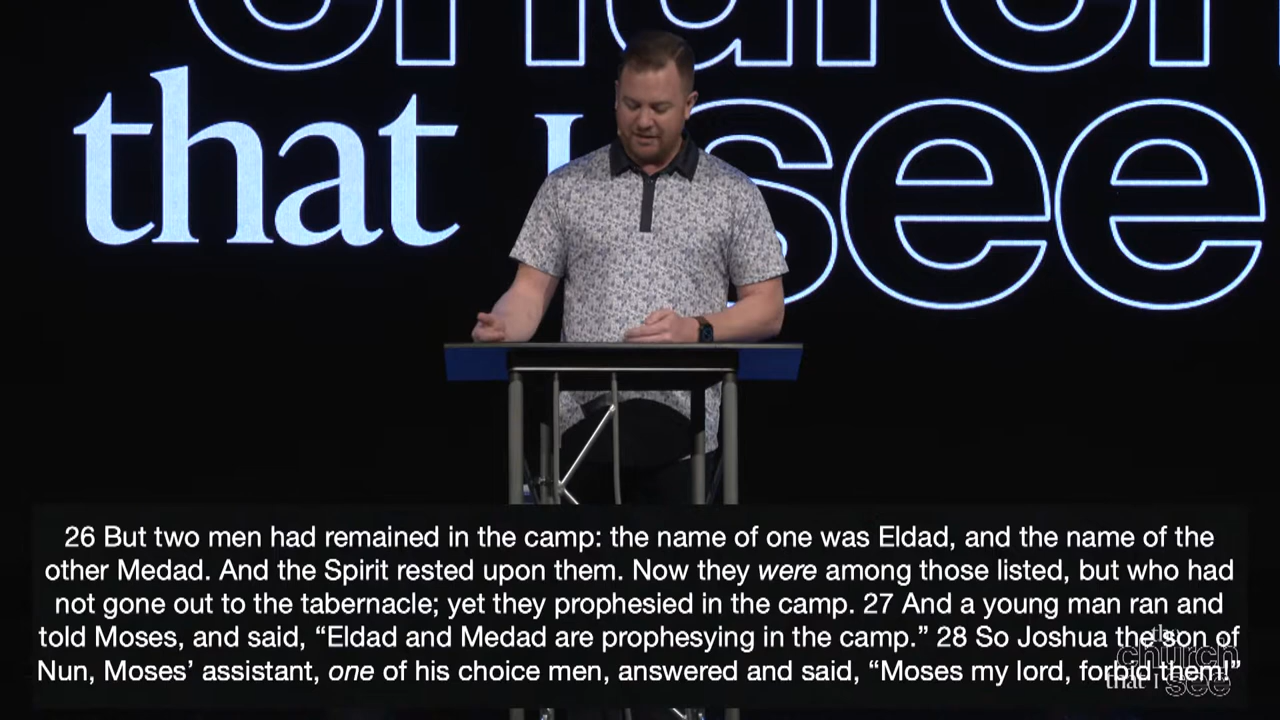 church
that I see
26 But two men had remained in the camp: the name of one was Eldad, and the name of the
other Medad. And the Spirit rested upon them. Now they were among those listed, but who had
not gone out to the tabernacle; yet they prophesied in the camp. 27 And a young man ran and
told Moses, and said, “Eldad and Medad are prophesying in the camp.” 28 So Joshua the son of
Nun, Moses’ assistant, one of his choice men, answered and said, “Moses my lord, forbid them!”
the
church
that I see